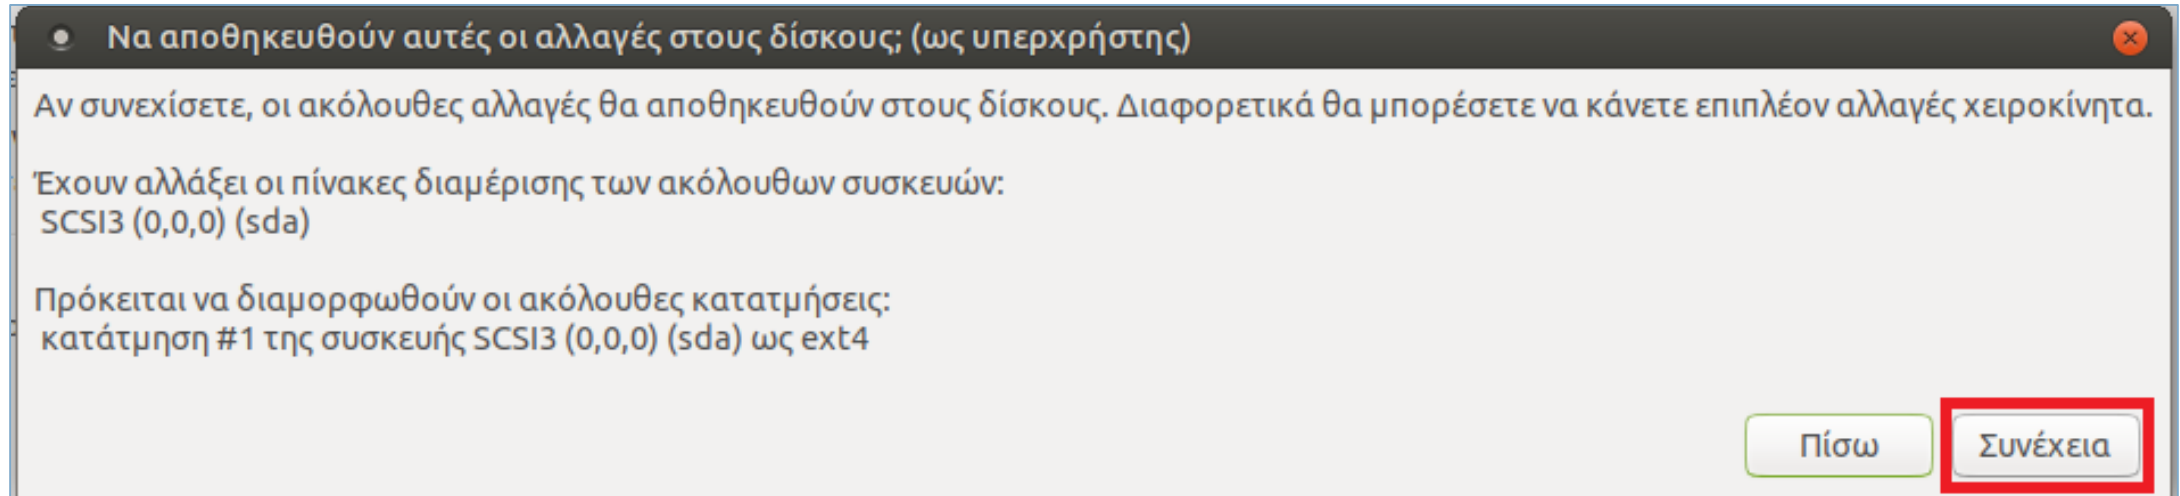 Να αποθηκευθούν αυτές οι αλλαγές στους δίσκους; (ως υπερχρήστης)
Αν συνεχίσετε, οι ακόλουθες αλλαγές θα αποθηκευθούν στους δίσκους. Διαφορετικά θα μπορέσετε να κάνετε επιπλέον αλλαγές χειροκίνητα.
Έχουν αλλάξει οι πίνακες διαμέρισης των ακόλουθων συσκευών:
SCSI3 (0,0,0) (sda)
Πρόκειται να διαμορφωθούν οι ακόλουθες κατατμήσεις:
κατάτμηση #1 της συσκευής SCSI3 (0,0,0) (sda) ως ext4
Πίσω
Συνέχεια